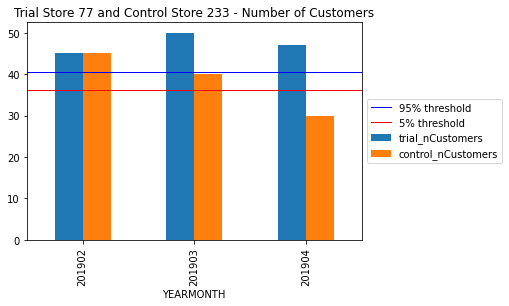 Trial Store 77 and Control Store 233 - Number of Customers
50
40
30
20
10
0
201902
201903
201904
YEARMONTH
95% threshold
5% threshold
trial_nCustomers
control_nCustomers